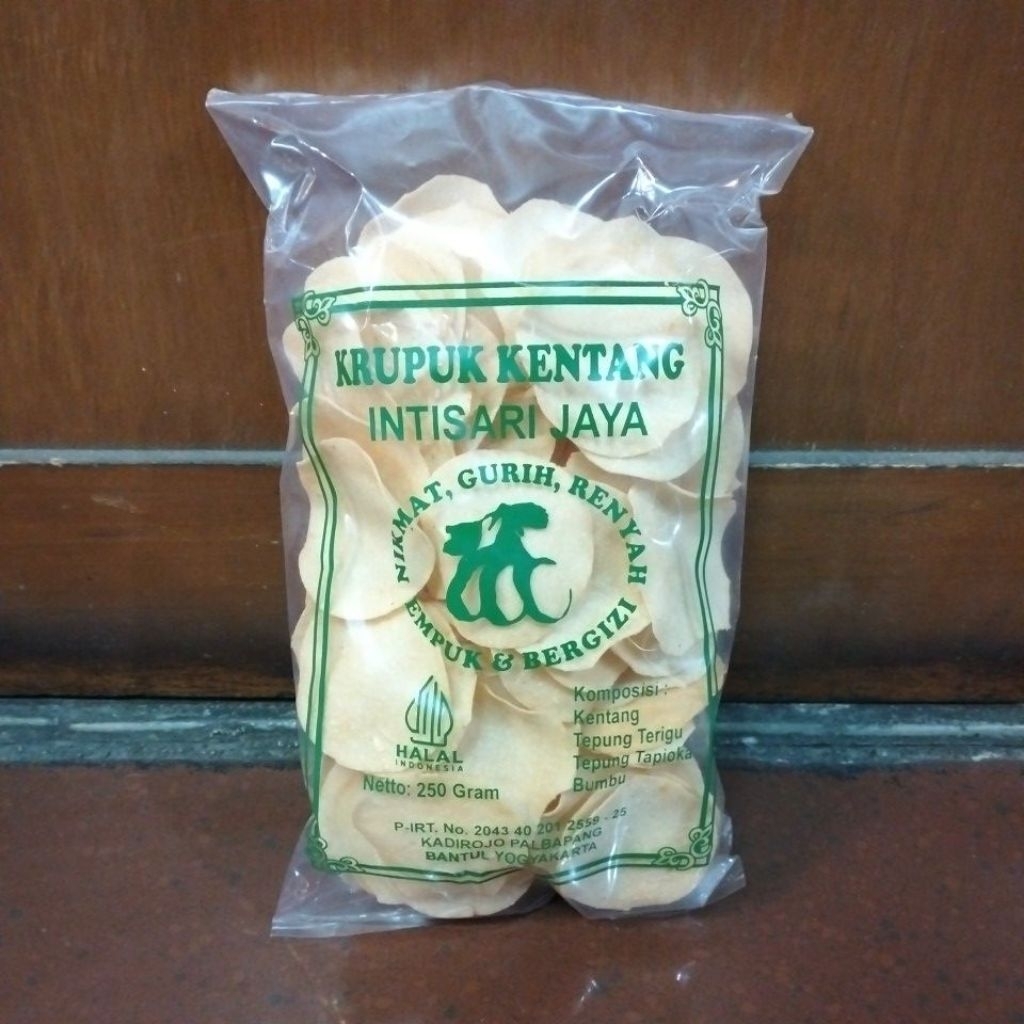 KRUPUK KENTANG
INTISARI JAYA
NIKMAT, GURIH, RENYAH
EMPUK & BERGIZI
HALAL
INDONESIA
Netto: 250 Gram
Komposisi :
Kentang
Tepung Terigu
Tepung Tapioka
Bumbu
P-IRT. No. 2043 40 201 2559 - 25
KADIROJO PALBAPANG
BANTUL YOGYAKARTA